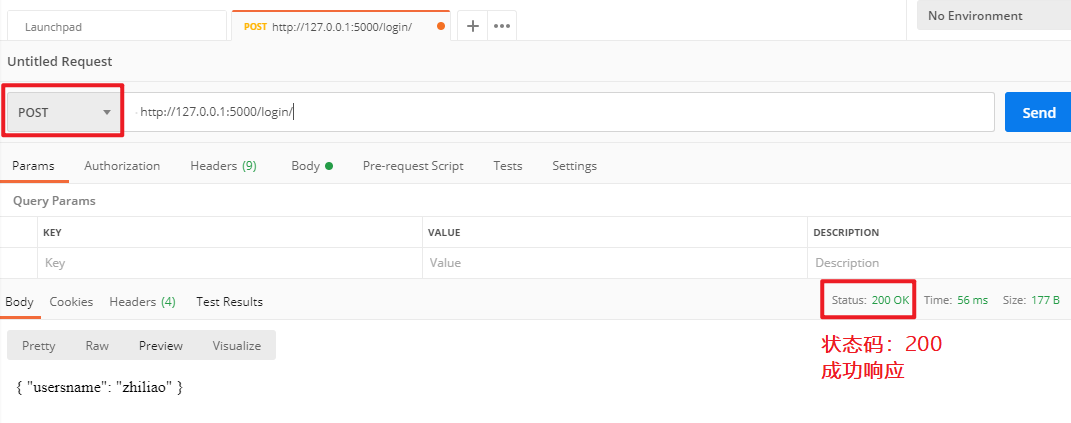 Launchpad
POST http://127.0.0.1:5000/login/
No Environment
Untitled Request
POST
http://127.0.0.1:5000/login/
Send
Params Authorization Headers (9) Body Pre-request Script Tests Settings
Query Params
KEY VALUE DESCRIPTION
Key Value Description
Body Cookies Headers (4) Test Results Status: 200 OK Time: 56 ms Size: 177 B
Pretty Raw Preview Visualize
状态码：200
成功响应
{ "usersname": "zhiliao" }